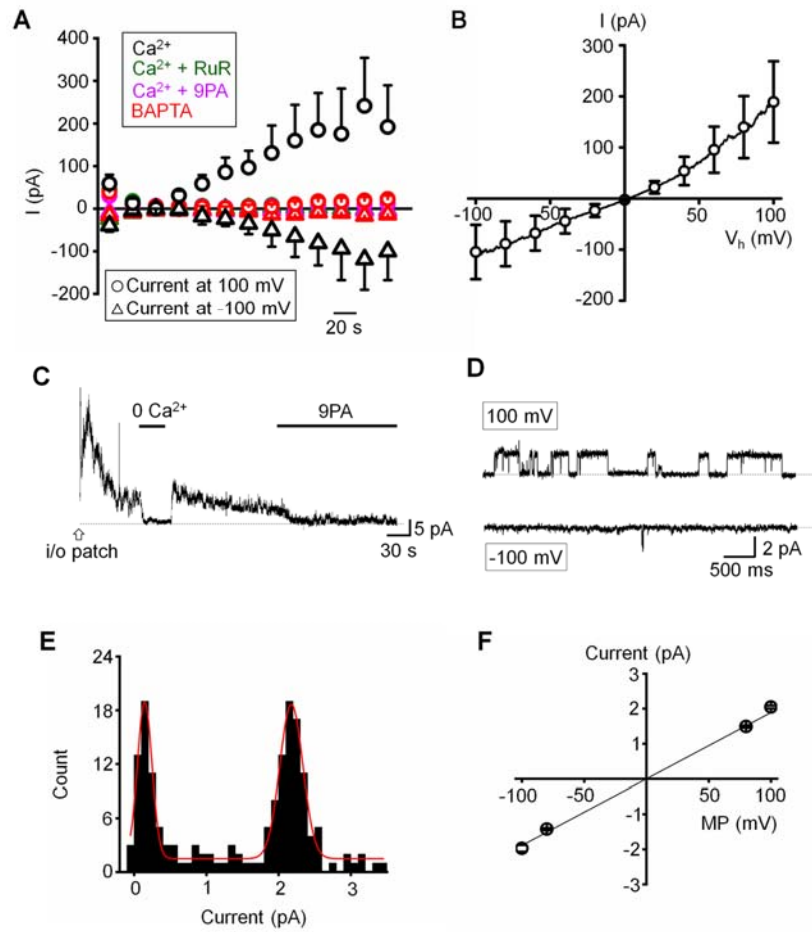 A
I (pA)
400
300
200
100
0
-100
-200
Ca²⁺
Ca²⁺ + RuR
Ca²⁺ + 9PA
BAPTA
Current at 100 mV
Current at -100 mV
20 s
B
I (pA)
300
200
100
-100
-50
50
100
Vₕ (mV)
-100
-200
C
0 Ca²⁺
9PA
i/o patch
5 pA
30 s
D
100 mV
-100 mV
2 pA
500 ms
E
24
18
12
6
0
Count
0
1
2
3
Current (pA)
F
Current (pA)
3
2
1
-100
-50
50
100
MP (mV)
-1
-2
-3